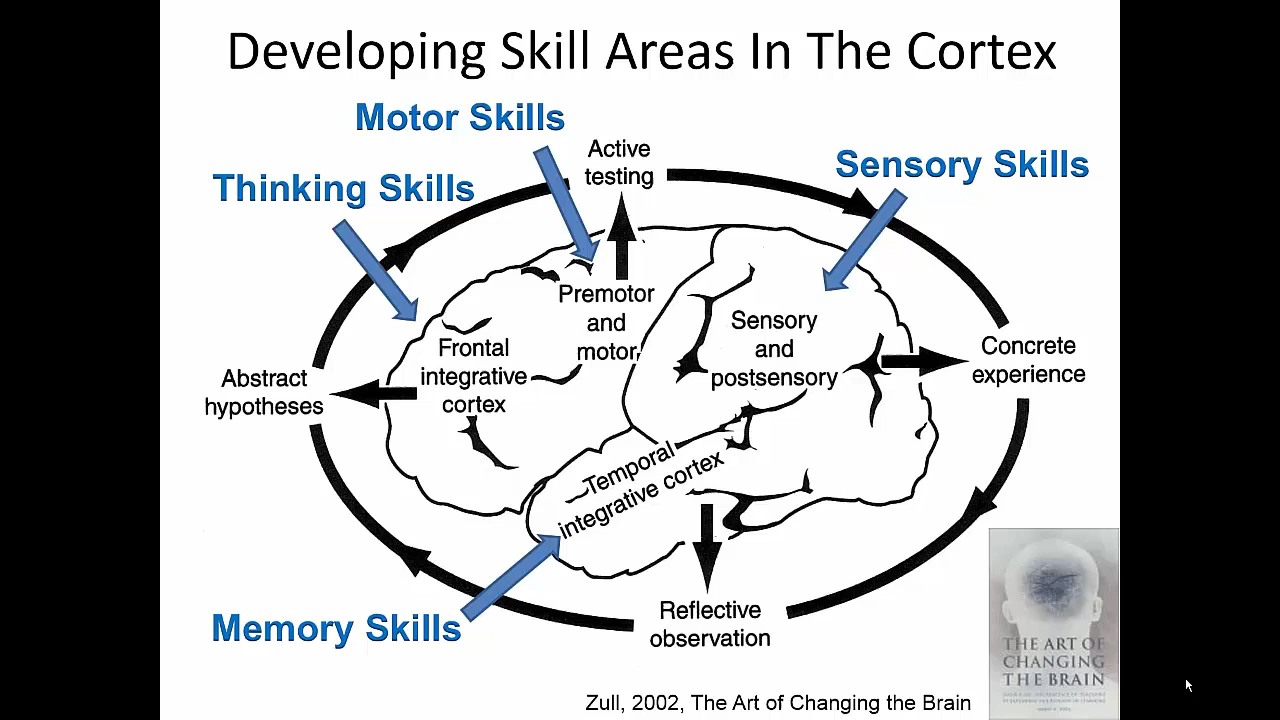 Developing Skill Areas In The Cortex
Motor Skills
Active
testing
Sensory Skills
Thinking Skills
Premotor
and
motor
Sensory
and
postsensory
Frontal
integrative
cortex
Concrete
experience
Abstract
hypotheses
Temporal
integrative cortex
Memory Skills
Reflective
observation
THE ART OF
CHANGING
THE BRAIN
Zull, 2002, The Art of Changing the Brain